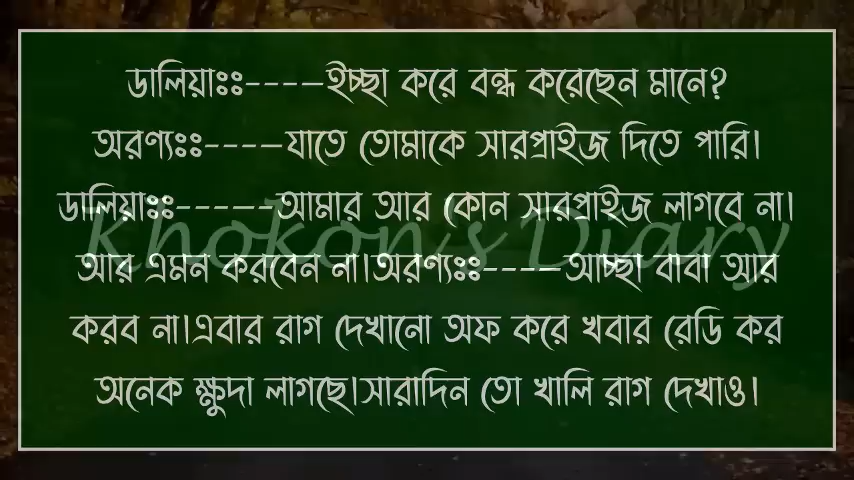 ডালিয়াঃঃ----–ইচ্ছা করে বন্ধ করেছেন মানে?
অরণ্যঃঃ----–যাতে তোমাকে সারপ্রাইজ দিতে পারি।
ডালিয়াঃঃ-----–আমার আর কোন সারপ্রাইজ লাগবে না।
Khokon's Diary
আর এমন করবেন না।অরণ্যঃঃ----–আচ্ছা বাবা আর
করব না।এবার রাগ দেখানো অফ করে খবার রেডি কর
অনেক ক্ষুদা লাগছে।সারাদিন তো খালি রাগ দেখাও।